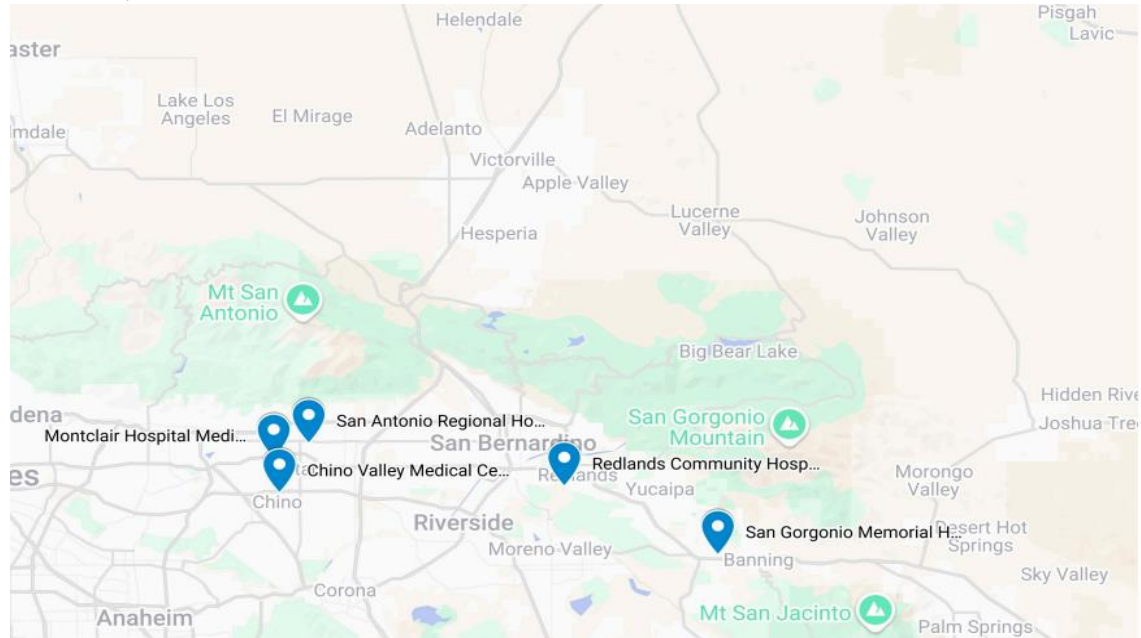 Helendale
Pisgah
Lavic
aster
Lake Los
Angeles
El Mirage
mdale
Adelanto
Victorville
Apple Valley
Lucerne
Valley
Johnson
Valley
Hesperia
Mt San
Antonio
Big Bear Lake
Hidden Rive
Joshua Tre
dena
San Antonio Regional Ho...
Montclair Hospital Medi...
San Bernardino
San Gorgonio
Mountain
es
Chino Valley Medical Ce...
Redlands Community Hosp...
Redlands
Yucaipa
Morongo
Valley
Chino
Riverside
San Gorgonio Memorial H...
Desert Hot
Springs
Moreno Valley
Banning
Sky Valley
Corona
Anaheim
Mt San Jacinto
Palm Springs